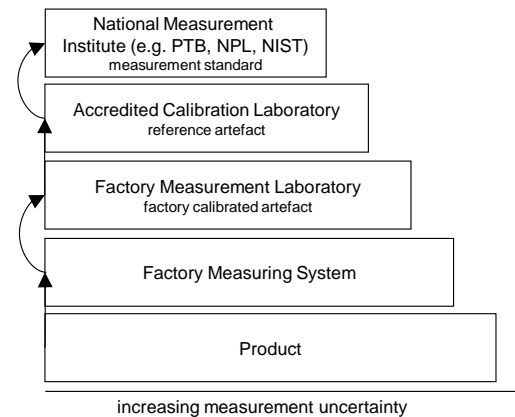 National Measurement
Institute (e.g. PTB, NPL, NIST)
measurement standard
Accredited Calibration Laboratory
reference artefact
Factory Measurement Laboratory
factory calibrated artefact
Factory Measuring System
Product
increasing measurement uncertainty